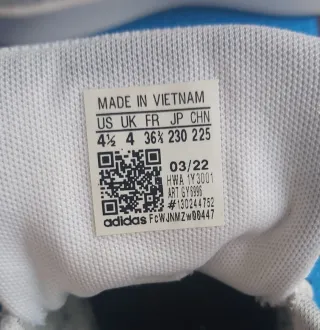 MADE IN VIETNAM
US UK FR JP CHN
4½ 4 36⅔ 230 225
03/22
HWA 1Y3001
ART GY6996
#130244752
adidas FcWJNMZw00447